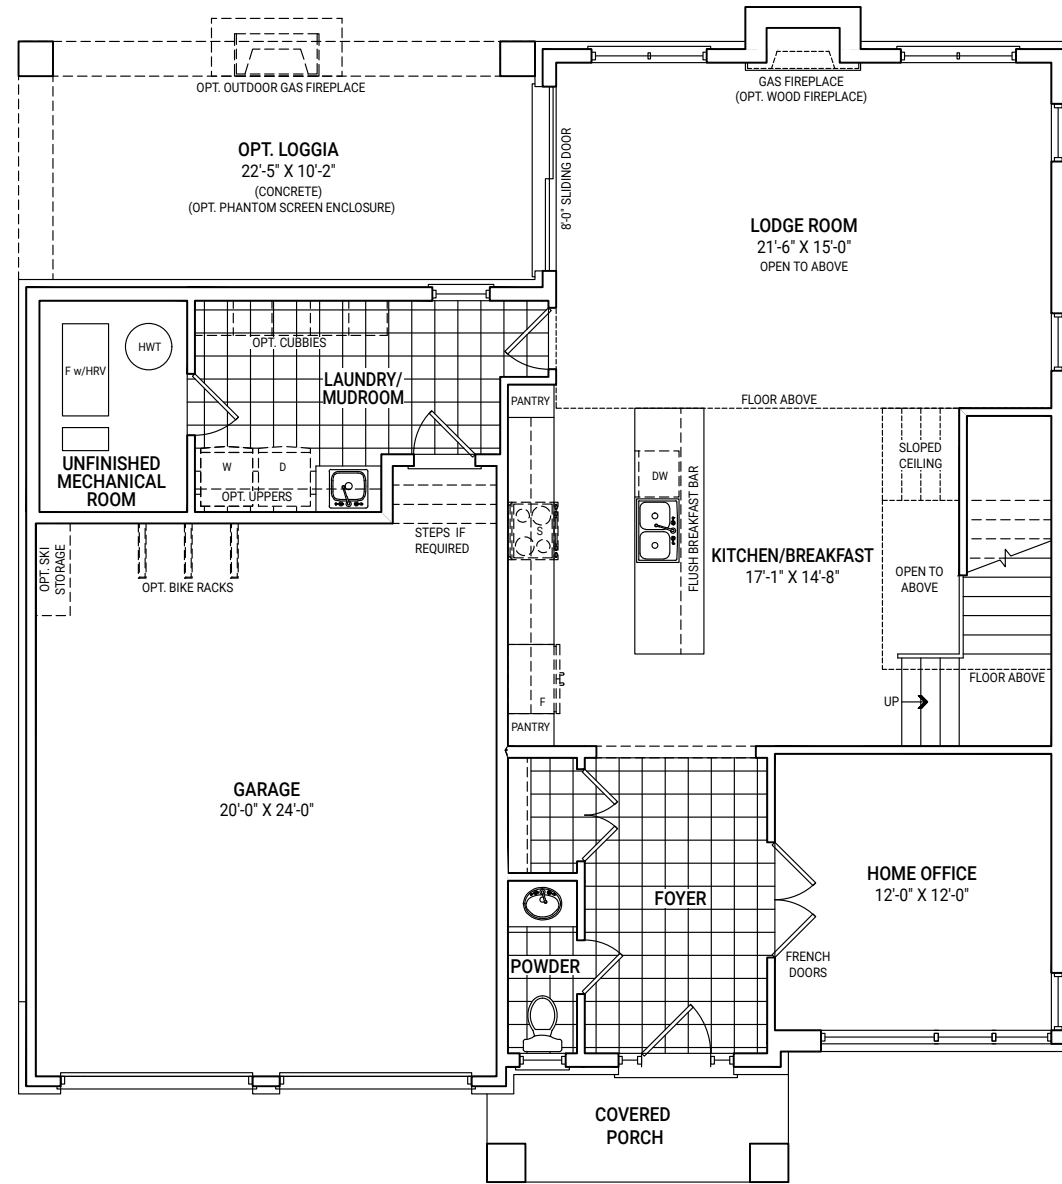 OPT. OUTDOOR GAS FIREPLACE
GAS FIREPLACE
(OPT. WOOD FIREPLACE)
OPT. LOGGIA
22'-5" X 10'-2"
(CONCRETE)
(OPT. PHANTOM SCREEN ENCLOSURE)
8'-0" SLIDING DOOR
LODGE ROOM
21'-6" X 15'-0"
OPEN TO ABOVE
F w/HRV
HWT
OPT. CUBBIES
LAUNDRY/
MUDROOM
PANTRY
FLOOR ABOVE
UNFINISHED
MECHANICAL
ROOM
W
D
OPT. UPPERS
DW
SLOPED
CEILING
STEPS IF
REQUIRED
S
FLUSH BREAKFAST BAR
KITCHEN/BREAKFAST
17'-1" X 14'-8"
OPT. SKI
STORAGE
OPT. BIKE RACKS
OPEN TO
ABOVE
FLOOR ABOVE
F
UP
PANTRY
GARAGE
20'-0" X 24'-0"
HOME OFFICE
12'-0" X 12'-0"
FOYER
POWDER
FRENCH
DOORS
COVERED
PORCH